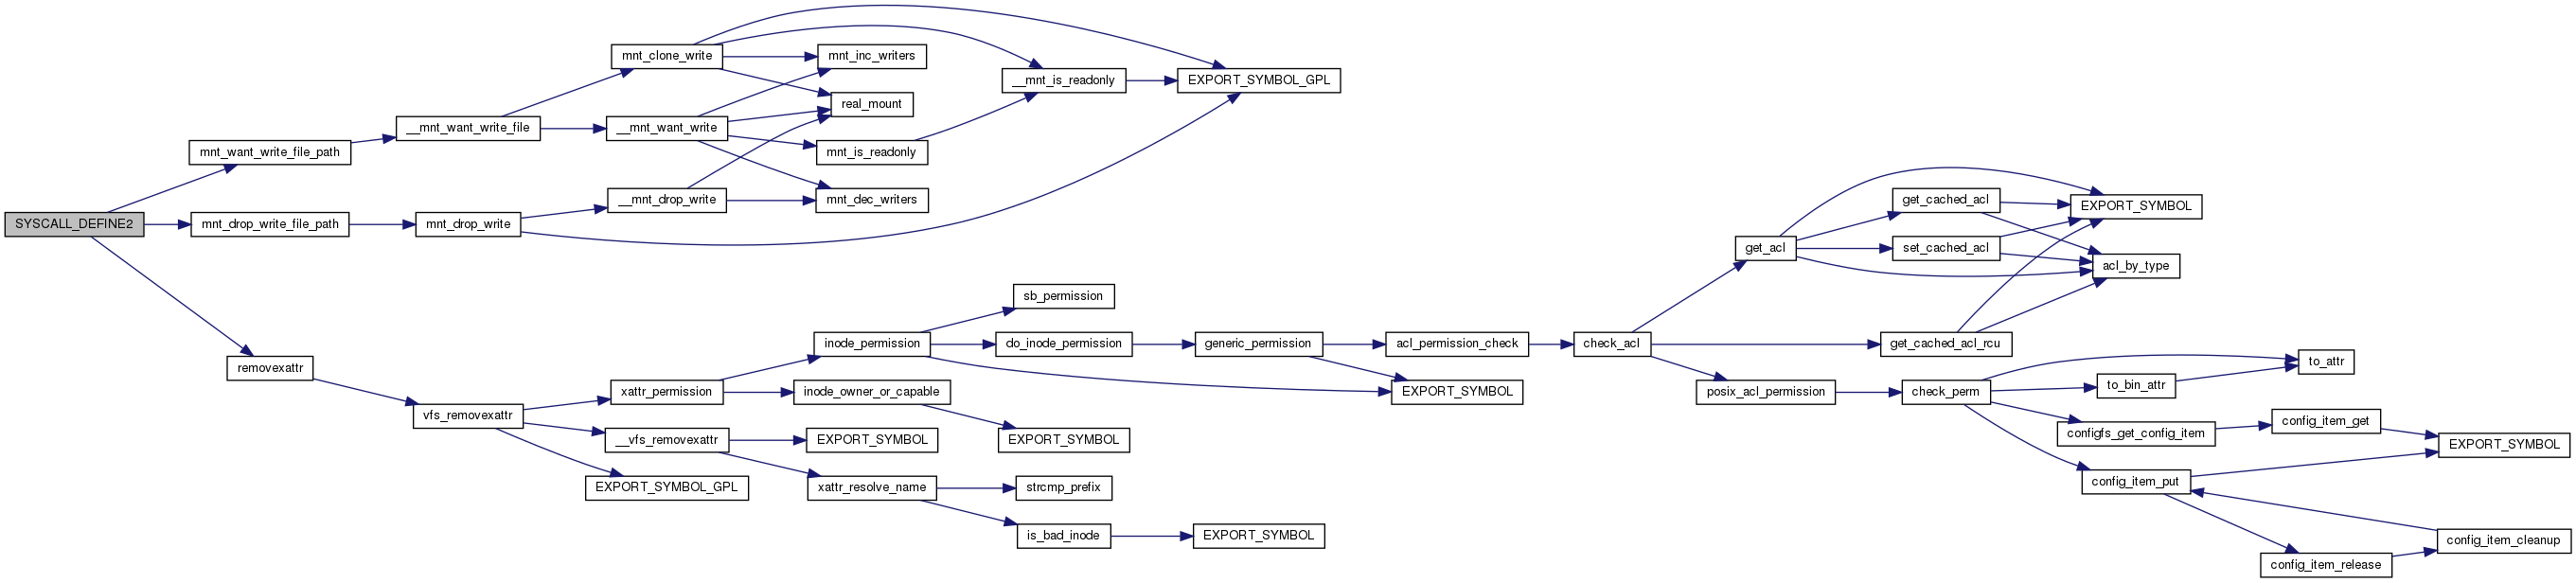 SYSCALL_DEFINE2
mnt_want_write_file_path
mnt_drop_write_file_path
removexattr
__mnt_want_write_file
mnt_drop_write
vfs_removexattr
mnt_clone_write
__mnt_want_write
__mnt_drop_write
xattr_permission
__vfs_removexattr
EXPORT_SYMBOL_GPL
mnt_inc_writers
real_mount
mnt_is_readonly
mnt_dec_writers
inode_permission
inode_owner_or_capable
EXPORT_SYMBOL
xattr_resolve_name
__mnt_is_readonly
sb_permission
do_inode_permission
EXPORT_SYMBOL
strcmp_prefix
is_bad_inode
EXPORT_SYMBOL_GPL
generic_permission
EXPORT_SYMBOL
acl_permission_check
EXPORT_SYMBOL
check_acl
get_acl
posix_acl_permission
get_cached_acl
set_cached_acl
get_cached_acl_rcu
check_perm
EXPORT_SYMBOL
acl_by_type
to_bin_attr
configfs_get_config_item
config_item_put
to_attr
config_item_get
config_item_release
EXPORT_SYMBOL
config_item_cleanup